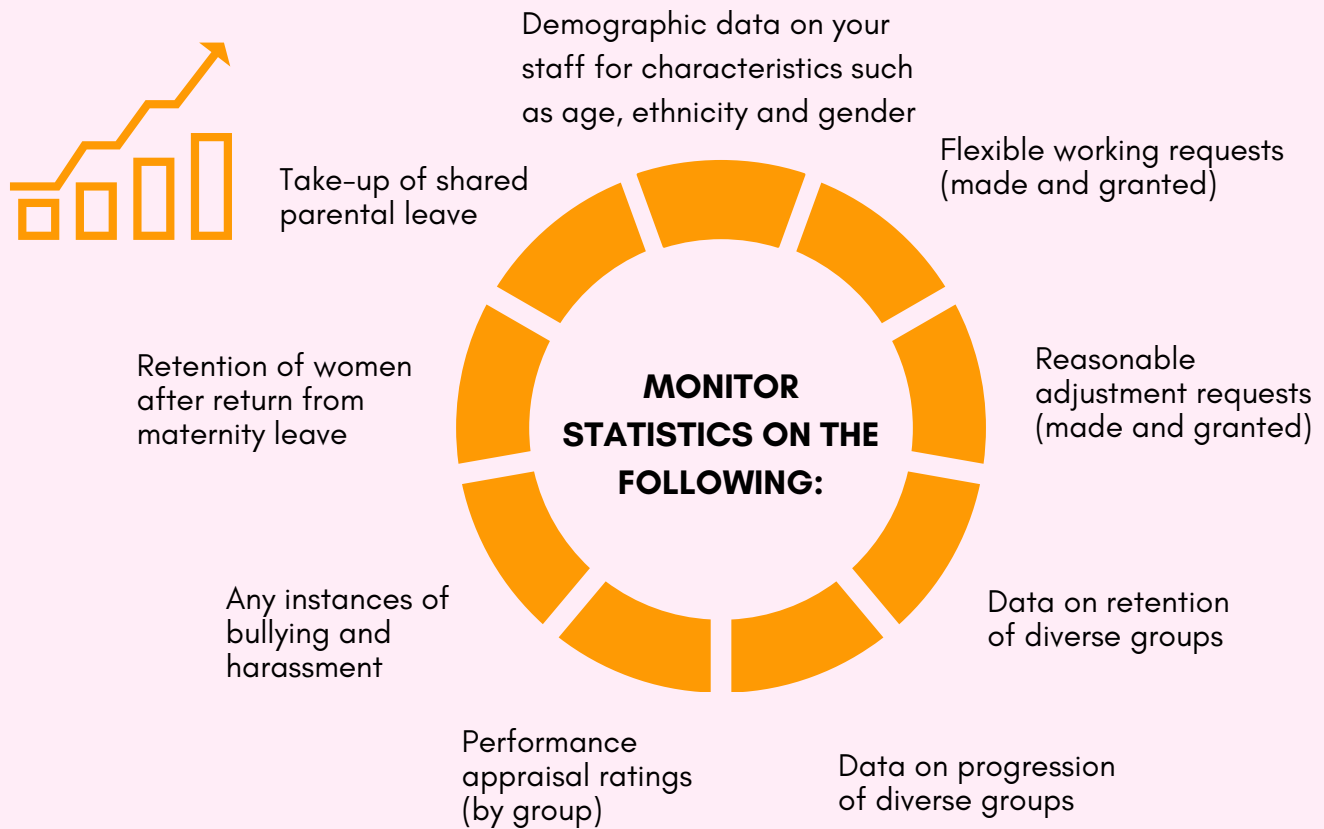 Demographic data on your
staff for characteristics such
as age, ethnicity and gender
Flexible working requests
(made and granted)
Reasonable
adjustment requests
(made and granted)
Data on retention
of diverse groups
Data on progression
of diverse groups
Performance
appraisal ratings
(by group)
Any instances of
bullying and
harassment
Retention of women
after return from
maternity leave
Take-up of shared
parental leave
MONITOR
STATISTICS ON THE
FOLLOWING: